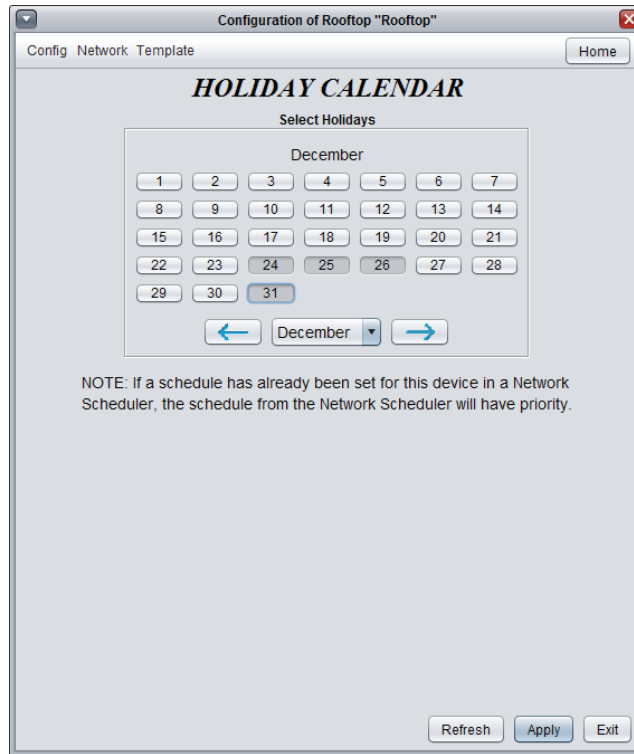 Configuration of Rooftop "Rooftop"
Config Network Template Home
HOLIDAY CALENDAR
Select Holidays
December
1 2 3 4 5 6 7
8 9 10 11 12 13 14
15 16 17 18 19 20 21
22 23 24 25 26 27 28
29 30 31
December
NOTE: If a schedule has already been set for this device in a Network
Scheduler, the schedule from the Network Scheduler will have priority.
Refresh Apply Exit